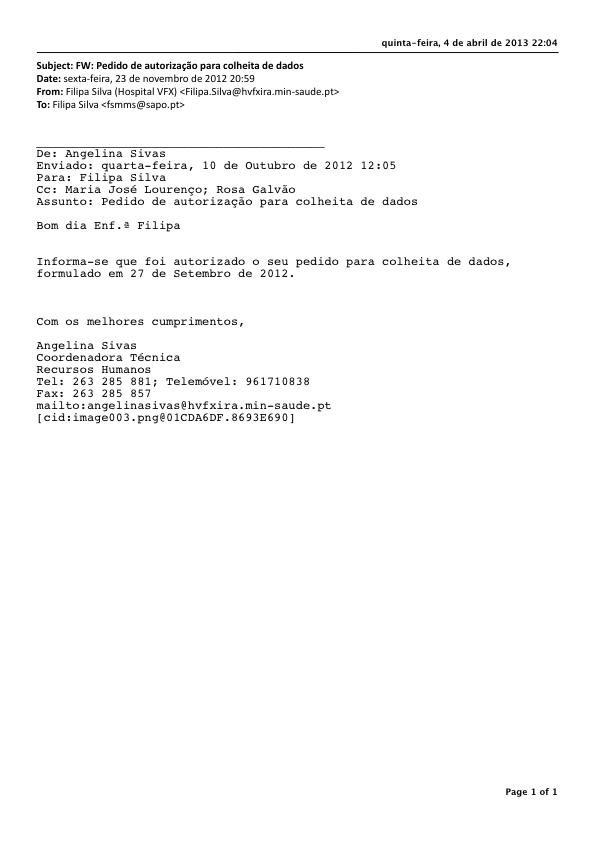 quinta-feira, 4 de abril de 2013 22:04
Subject: FW: Pedido de autorização para colheita de dados
Date: sexta-feira, 23 de novembro de 2012 20:59
From: Filipa Silva (Hospital VFX) <Filipa.Silva@hvfxira.min-saude.pt>
To: Filipa Silva <fsmms@sapo.pt>
________________________________________
De: Angelina Sivas
Enviado: quarta-feira, 10 de Outubro de 2012 12:05
Para: Filipa Silva
Cc: Maria José Lourenço; Rosa Galvão
Assunto: Pedido de autorização para colheita de dados
Bom dia Enf.ª Filipa
Informa-se que foi autorizado o seu pedido para colheita de dados,
formulado em 27 de Setembro de 2012.
Com os melhores cumprimentos,
Angelina Sivas
Coordenadora Técnica
Recursos Humanos
Tel: 263 285 881; Telemóvel: 961710838
Fax: 263 285 857
mailto:angelinasivas@hvfxira.min-saude.pt
[cid:image003.png@01CDA6DF.8693E690]
Page 1 of 1